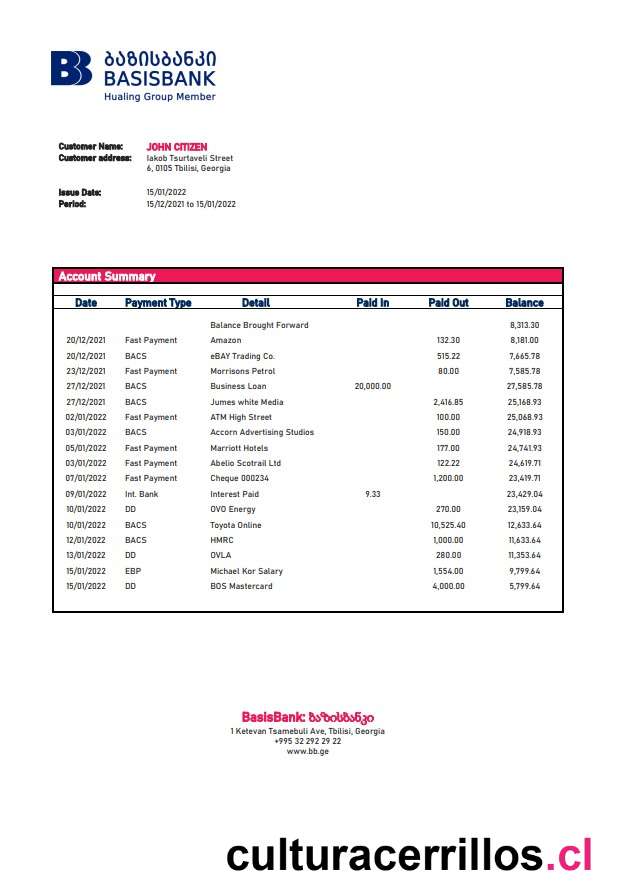 ბაზისბანკი
BASISBANK
Hualing Group Member
Customer Name: JOHN CITIZEN
Customer address: Iakob Tsurtaveli Street
6, 0105 Tbilisi, Georgia
Issue Date: 15/01/2022
Period: 15/12/2021 to 15/01/2022
Account Summary
Date Payment Type Detail Paid In Paid Out Balance
Balance Brought Forward 8,313.30
20/12/2021 Fast Payment Amazon 132.30 8,181.00
20/12/2021 BACS eBAY Trading Co. 515.22 7,665.78
23/12/2021 Fast Payment Morrisons Petrol 80.00 7,585.78
27/12/2021 BACS Business Loan 20,000.00 27,585.78
27/12/2021 BACS Jumes white Media 2,416.85 25,168.93
02/01/2022 Fast Payment ATM High Street 100.00 25,068.93
03/01/2022 BACS Accorn Advertising Studios 150.00 24,918.93
05/01/2022 Fast Payment Marriott Hotels 177.00 24,741.93
03/01/2022 Fast Payment Abelio Scotrail Ltd 122.22 24,619.71
07/01/2022 Fast Payment Cheque 000234 1,200.00 23,419.71
09/01/2022 Int. Bank Interest Paid 9.33 23,429.04
10/01/2022 DD OVO Energy 270.00 23,159.04
10/01/2022 BACS Toyota Online 10,525.40 12,633.64
12/01/2022 BACS HMRC 1,000.00 11,633.64
13/01/2022 DD OVLA 280.00 11,353.64
15/01/2022 EBP Michael Kor Salary 1,554.00 9,799.64
15/01/2022 DD BOS Mastercard 4,000.00 5,799.64
BasisBank: ბაზისბანკი
1 Ketevan Tsamebuli Ave, Tbilisi, Georgia
+995 32 292 29 22
www.bb.ge
culturacerrillos.cl